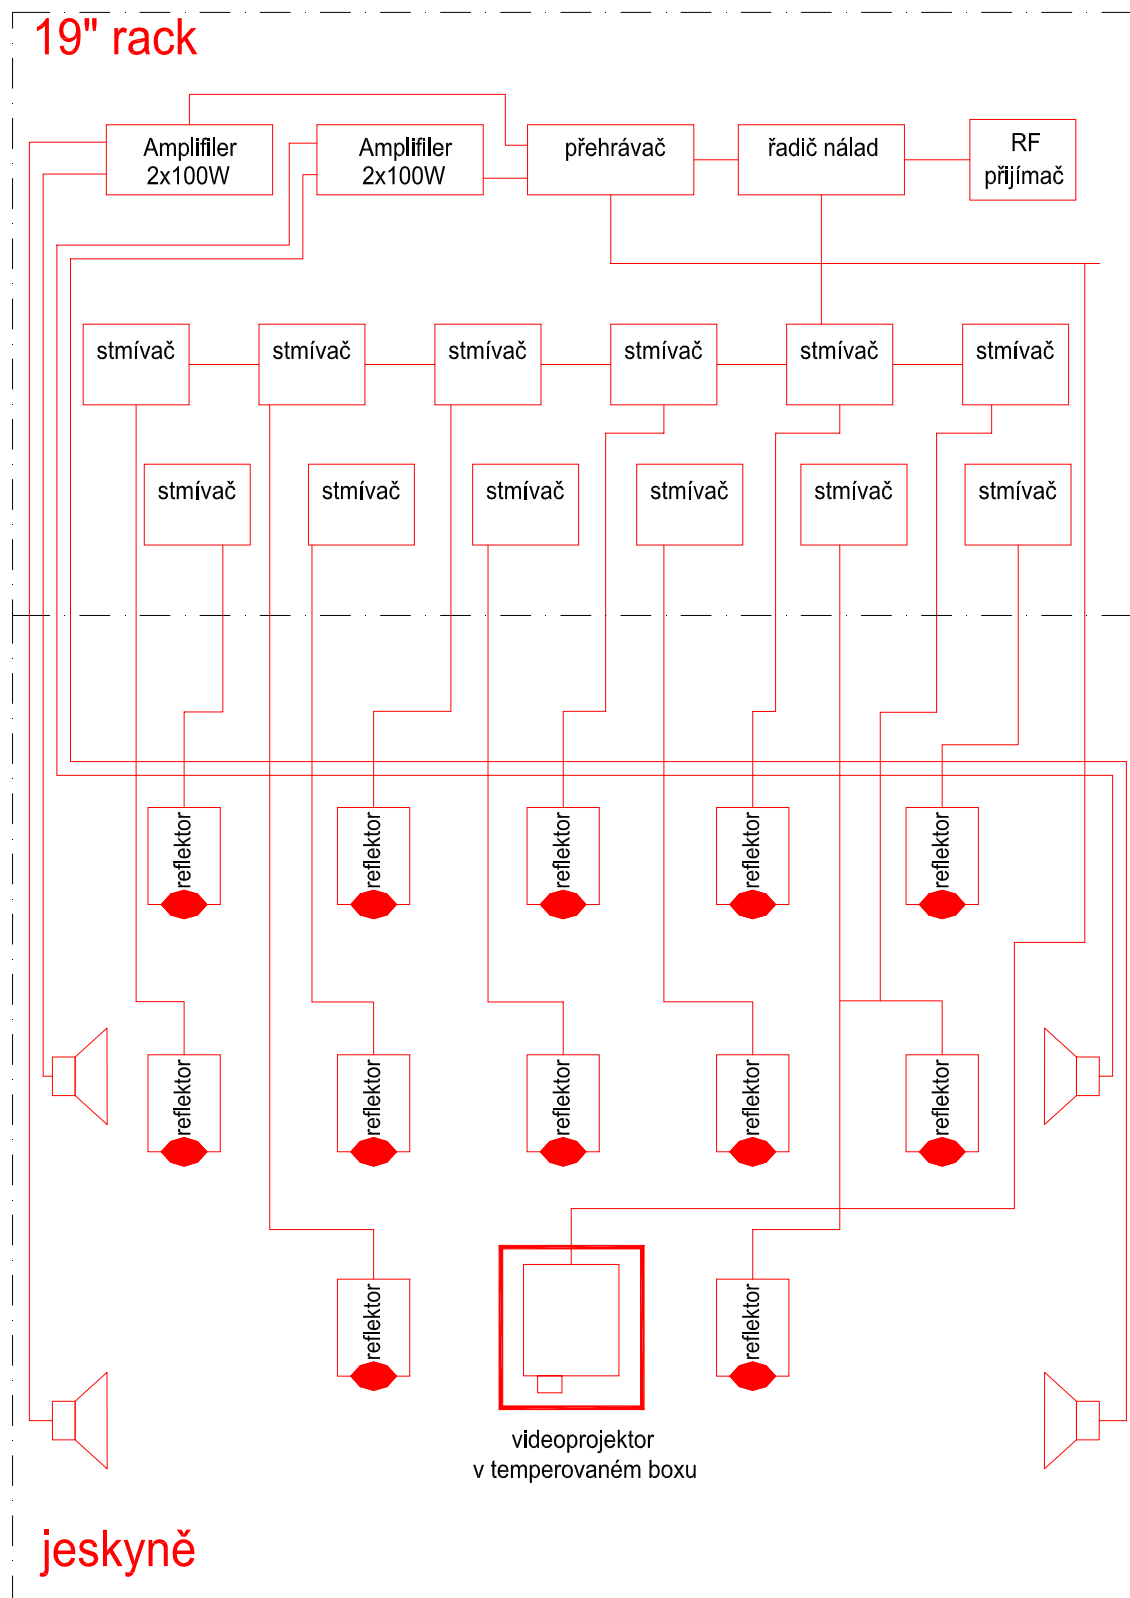 19" rack
Amplifiler
2x100W
Amplifiler
2x100W
přehrávač
řadič nálad
RF
přijímač
stmívač
stmívač
stmívač
stmívač
stmívač
stmívač
stmívač
stmívač
stmívač
stmívač
stmívač
stmívač
reflektor
reflektor
reflektor
reflektor
reflektor
reflektor
reflektor
reflektor
reflektor
reflektor
reflektor
reflektor
videoprojektor
v temperovaném boxu
jeskyně